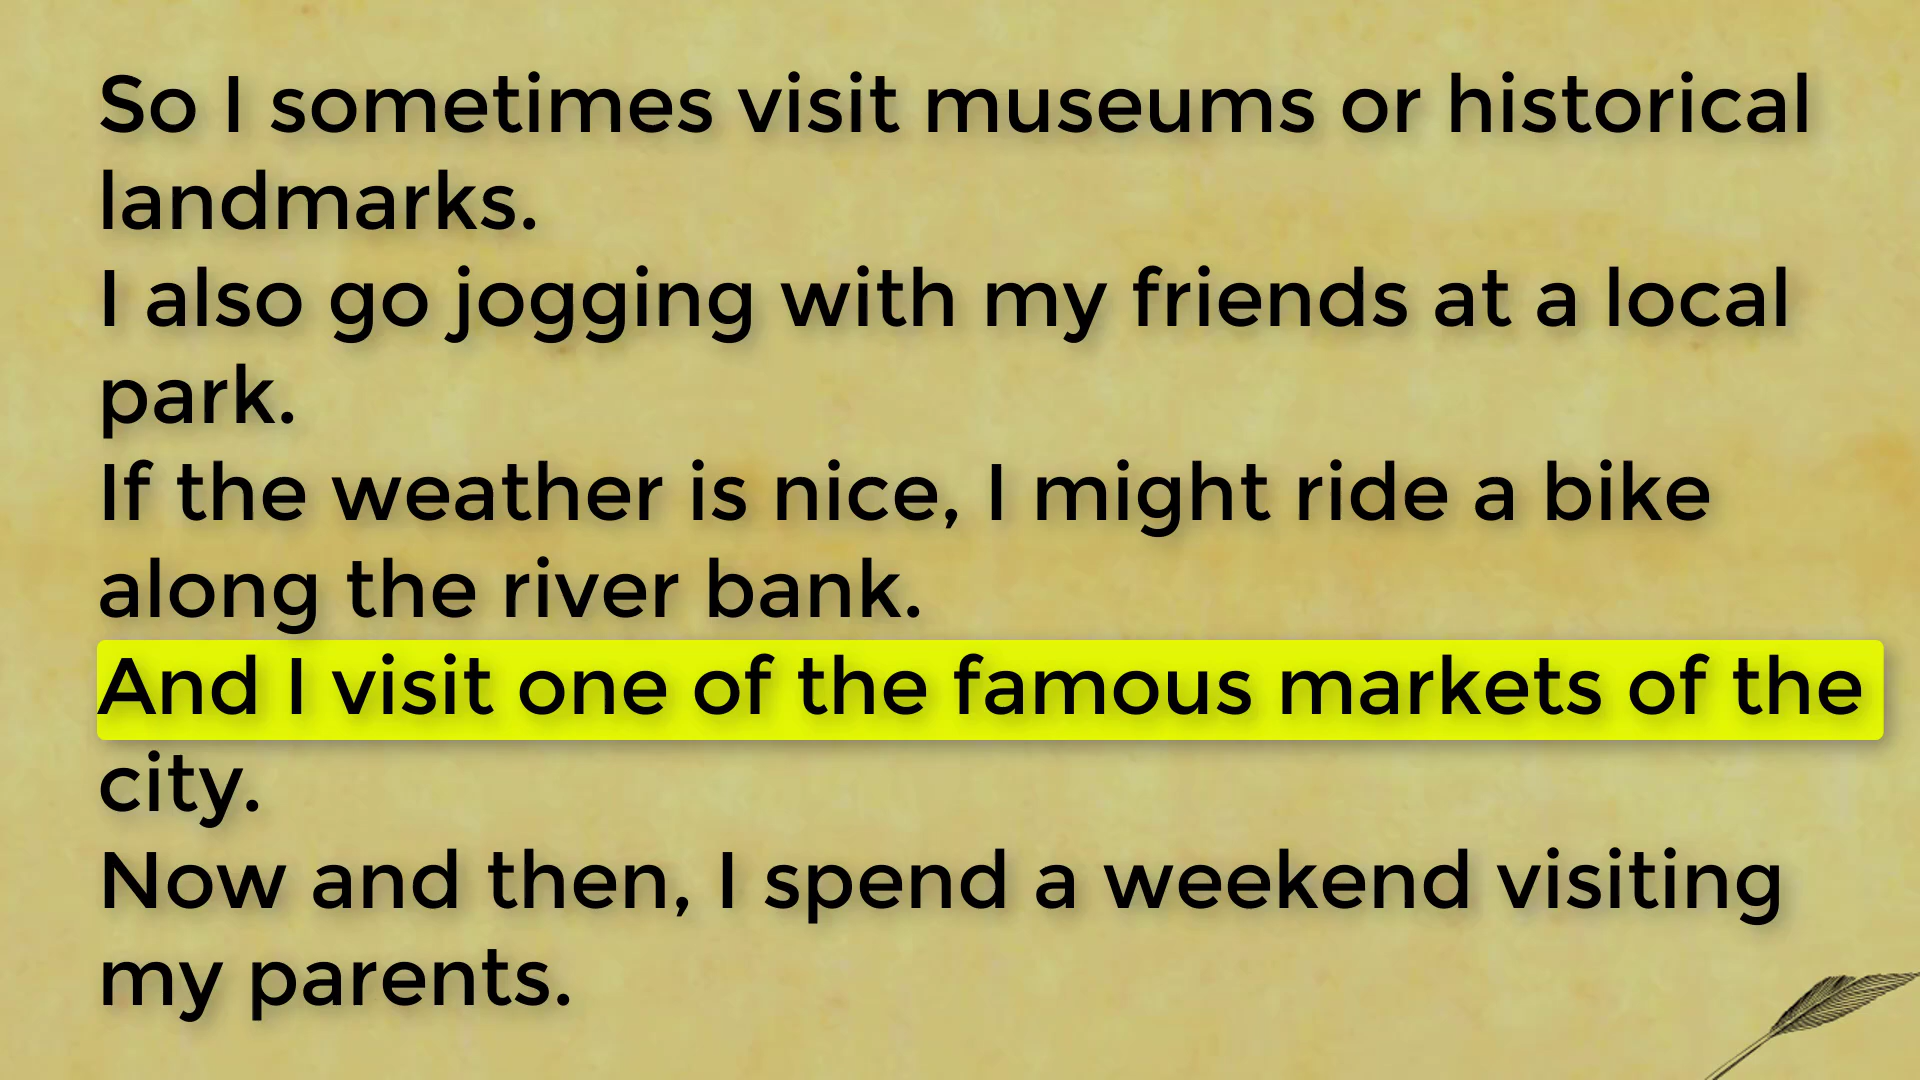 So I sometimes visit museums or historical
landmarks.
I also go jogging with my friends at a local
park.
If the weather is nice, I might ride a bike
along the river bank.
And I visit one of the famous markets of the
city.
Now and then, I spend a weekend visiting
my parents.